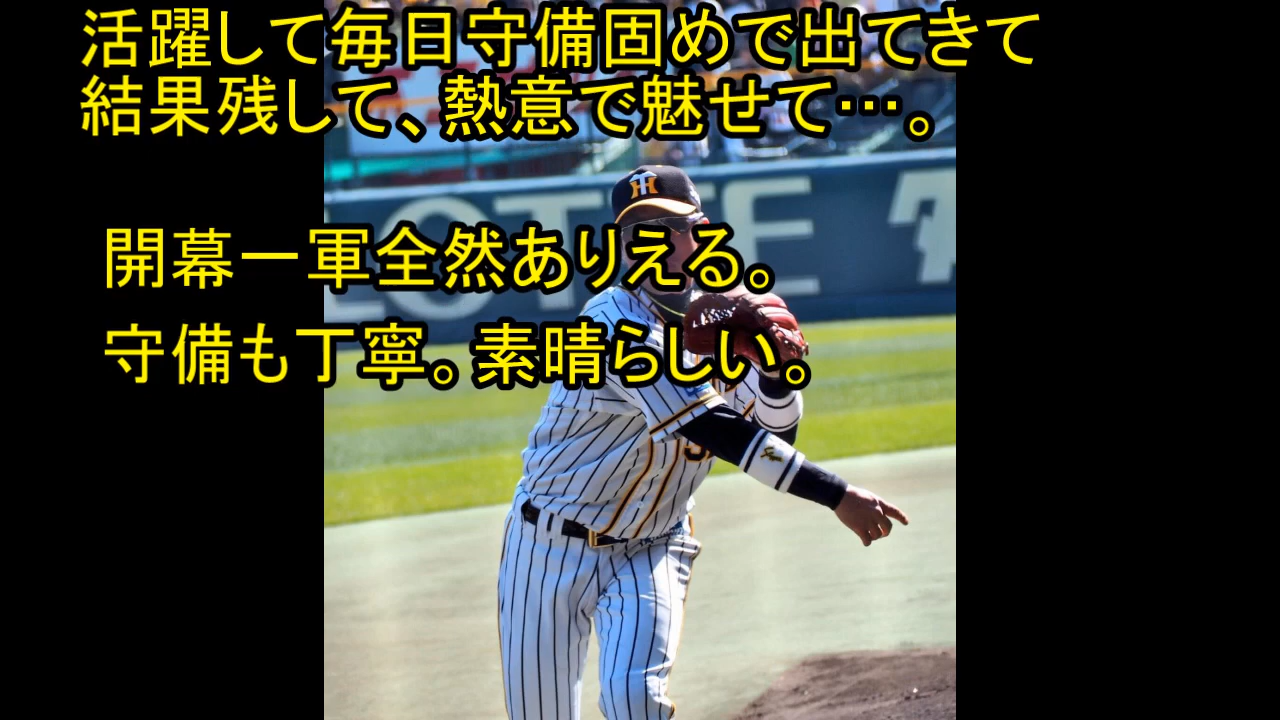 活躍して毎日守備固めで出てきて
結果残して、熱意で魅せて…。
開幕一軍全然ありえる。
守備も丁寧。素晴らしい。
LOTTE